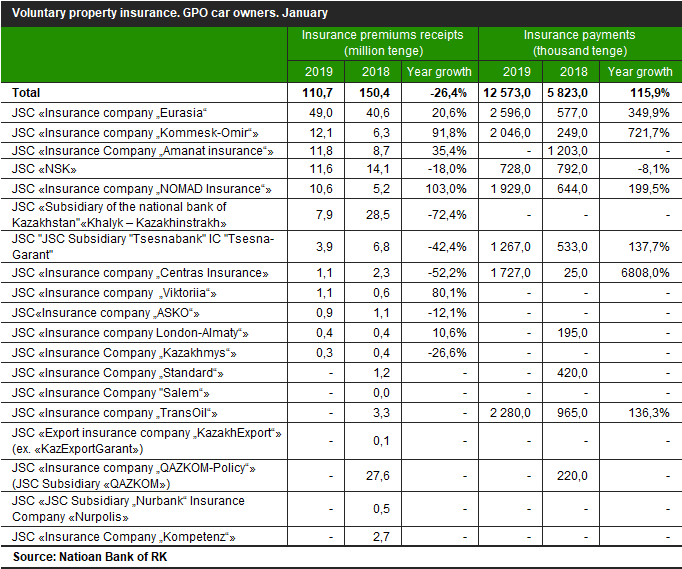 Voluntary property insurance. GPO car owners. January
Insurance premiums receipts (million tenge) Insurance payments (thousand tenge)
2019 2018 Year growth 2019 2018 Year growth
Total 110,7 150,4 -26,4% 12 573,0 5 823,0 115,9%
JSC «Insurance company „Eurasia“ 49,0 40,6 20,6% 2 596,0 577,0 349,9%
JSC «Insurance company „Kommesk-Omir“» 12,1 6,3 91,8% 2 046,0 249,0 721,7%
JSC «Insurance Company „Amanat insurance“» 11,8 8,7 35,4% - 1 203,0 -
JSC «NSK» 11,6 14,1 -18,0% 728,0 792,0 -8,1%
JSC «Insurance company „NOMAD Insurance“» 10,6 5,2 103,0% 1 929,0 644,0 199,5%
JSC «Subsidiary of the national bank of
Kazakhstan"«Khalyk – Kazakhinstrakh» 7,9 28,5 -72,4% - - -
JSC "JSC Subsidiary "Tsesnabank" IC "Tsesna-
Garant" 3,9 6,8 -42,4% 1 267,0 533,0 137,7%
JSC «Insurance company „Centras Insurance» 1,1 2,3 -52,2% 1 727,0 25,0 6808,0%
JSC «Insurance company „Viktoriia“ 1,1 0,6 80,1% - - -
JSC«Insurance company „ASKO“» 0,9 1,1 -12,1% - - -
JSC «Insurance company London-Almaty“» 0,4 0,4 10,6% - 195,0 -
JSC «Insurance Company „Kazakhmys“» 0,3 0,4 -26,6% - - -
JSC «Insurance Company „Standard“» - 1,2 - - 420,0 -
JSC «Insurance Company "Salem“» - 0,0 - - - -
JSC «Insurance company „TransOil“» - 3,3 - 2 280,0 965,0 136,3%
JSC «Export insurance company „KazakhExport“»
(ex. «KazExportGarant») - 0,1 - - - -
JSC «Insurance company „QAZKOM-Policy“»
(JSC Subsidiary «QAZKOM») - 27,6 - - 220,0 -
JSC «JSC Subsidiary „Nurbank“ Insurance
Company «Nurpolis» - 0,5 - - - -
JSC «Insurance Company „Kompetenz“» - 2,7 - - - -
Source: Natioan Bank of RK